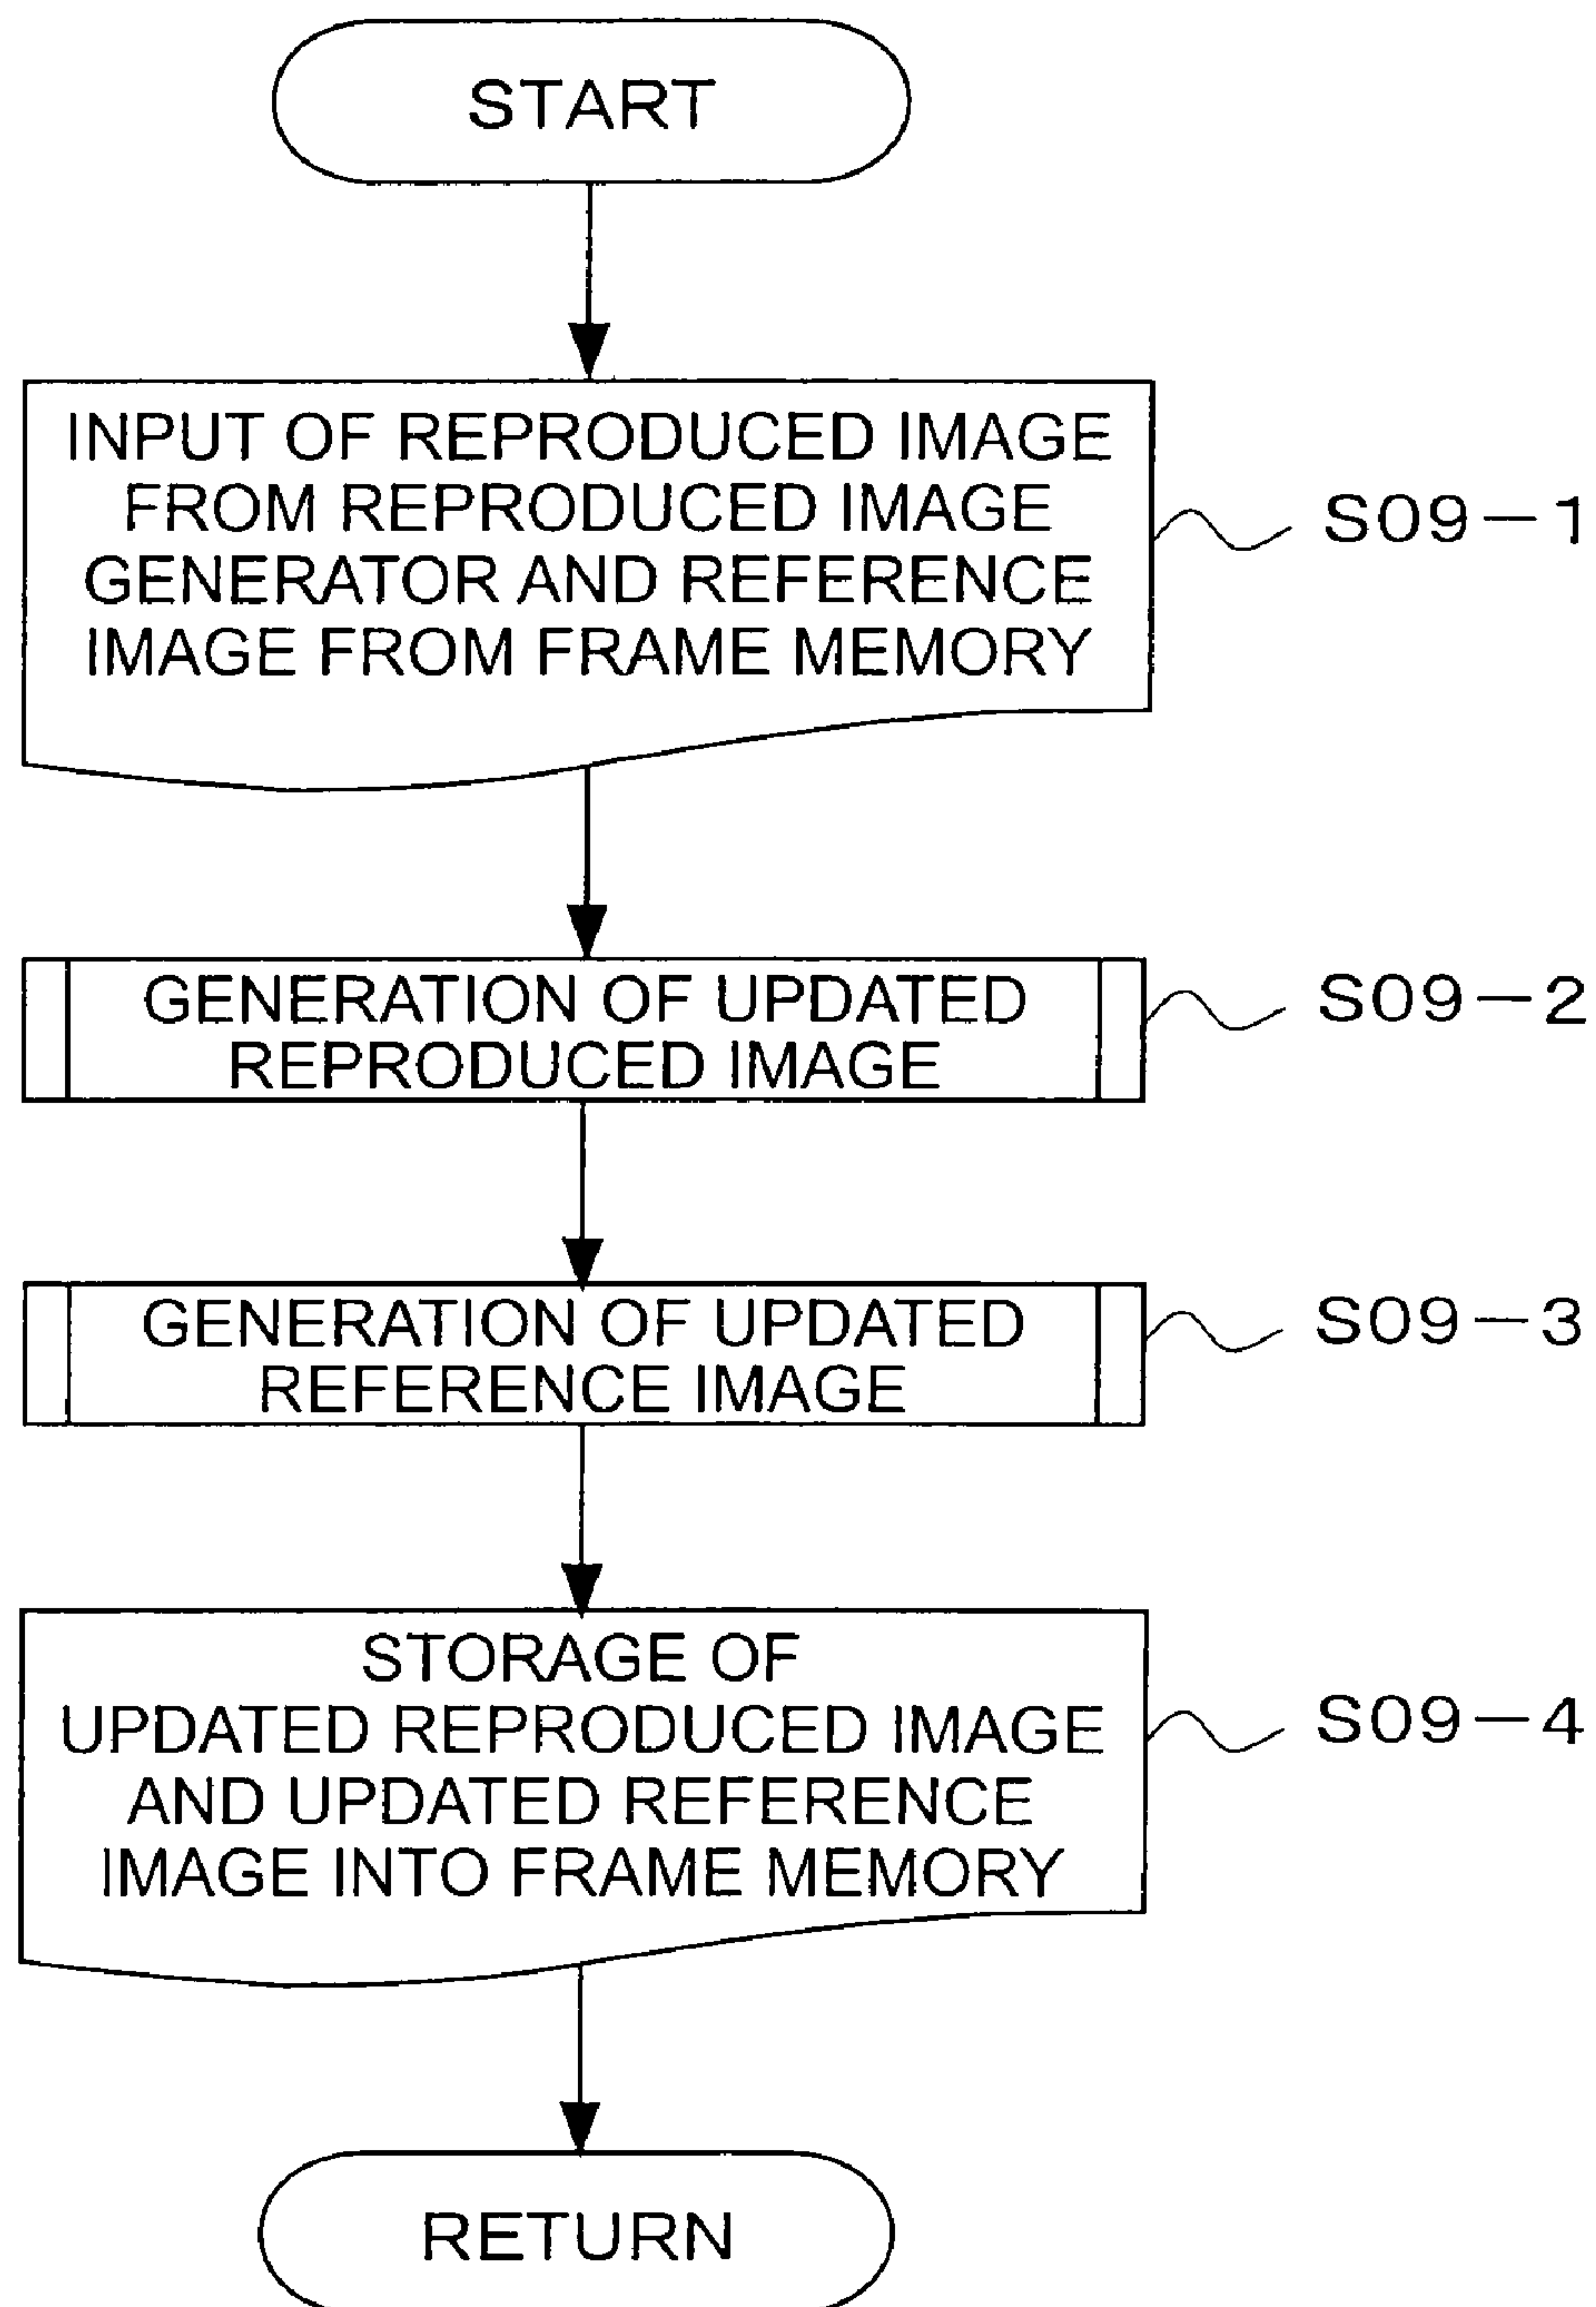 START
INPUT OF REPRODUCED IMAGE
FROM REPRODUCED IMAGE
GENERATOR AND REFERENCE
IMAGE FROM FRAME MEMORY
S09-1
GENERATION OF UPDATED
REPRODUCED IMAGE
S09-2
GENERATION OF UPDATED
REFERENCE IMAGE
S09-3
STORAGE OF
UPDATED REPRODUCED IMAGE
AND UPDATED REFERENCE
IMAGE INTO FRAME MEMORY
S09-4
RETURN